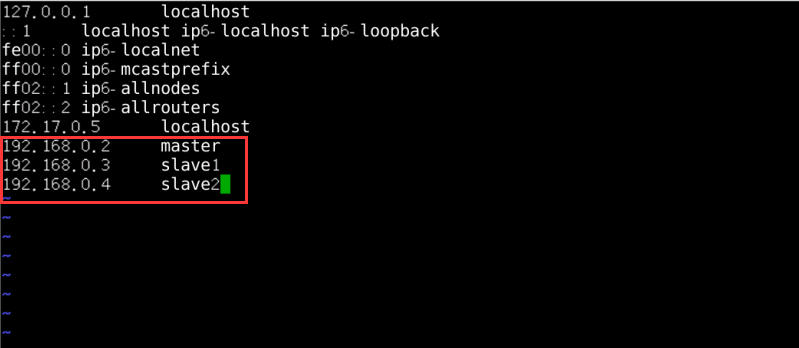 127.0.0.1 localhost
::1 localhost ip6-localhost ip6-loopback
fe00::0 ip6-localnet
ff00::0 ip6-mcastprefix
ff02::1 ip6-allnodes
ff02::2 ip6-allrouters
172.17.0.5 localhost
192.168.0.2 master
192.168.0.3 slave1
192.168.0.4 slave2
~
~
~
~
~
~
~
~